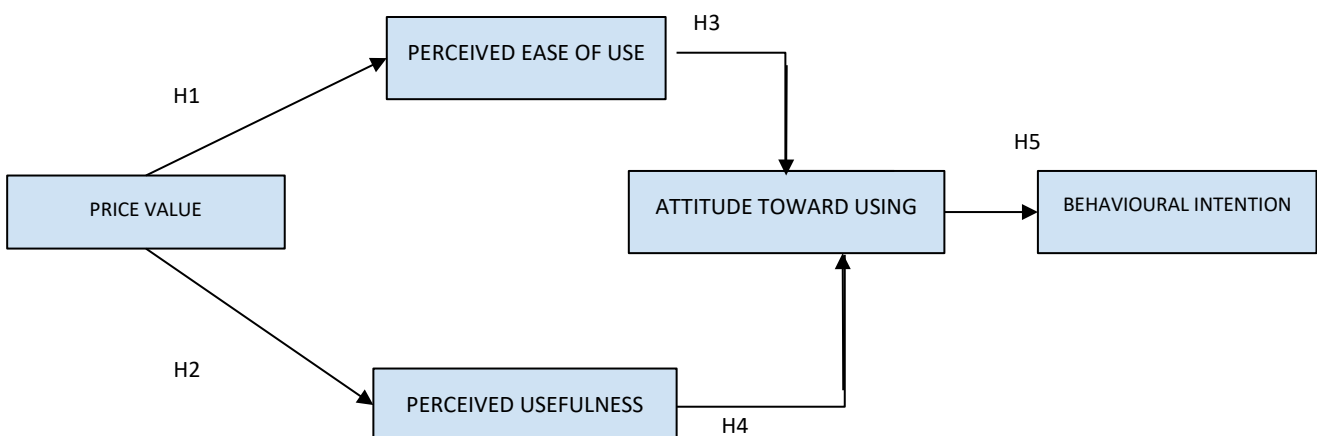 H3
PERCEIVED EASE OF USE
H1
H5
PRICE VALUE
ATTITUDE TOWARD USING
BEHAVIOURAL INTENTION
H2
PERCEIVED USEFULNESS
H4